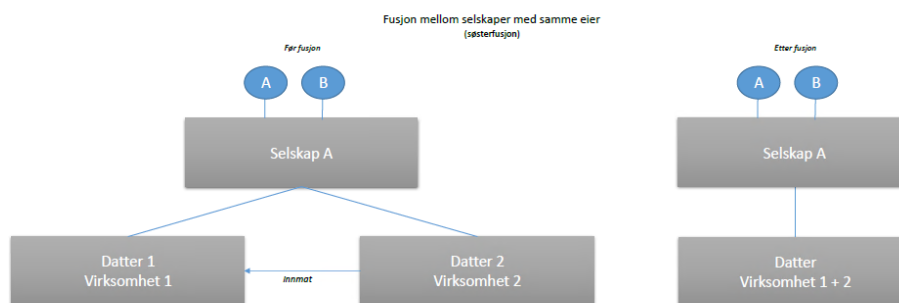 Fusjon mellom selskaper med samme eier
(søsterfusjon)
Før fusjon
A
B
Selskap A
Datter 1
Virksomhet 1
Innmat
Datter 2
Virksomhet 2
Etter fusjon
A
B
Selskap A
Datter
Virksomhet 1 + 2